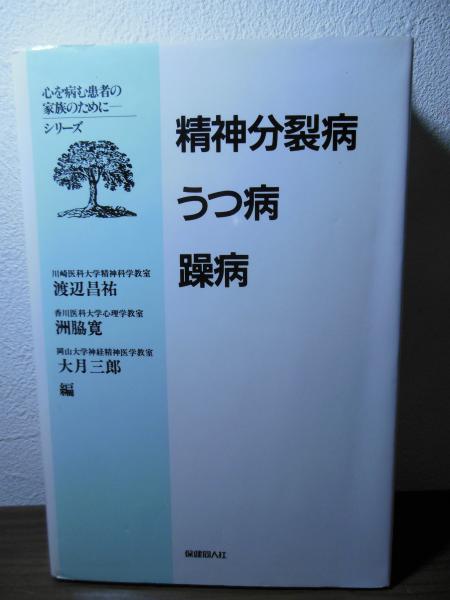 心を病む患者の
家族のために―
シリーズ
精神分裂病
うつ病
躁病
川崎医科大学精神科学教室
渡辺昌祐
香川医科大学心理学教室
洲脇寛
岡山大学神経精神医学教室
大月三郎
編
保健同人社